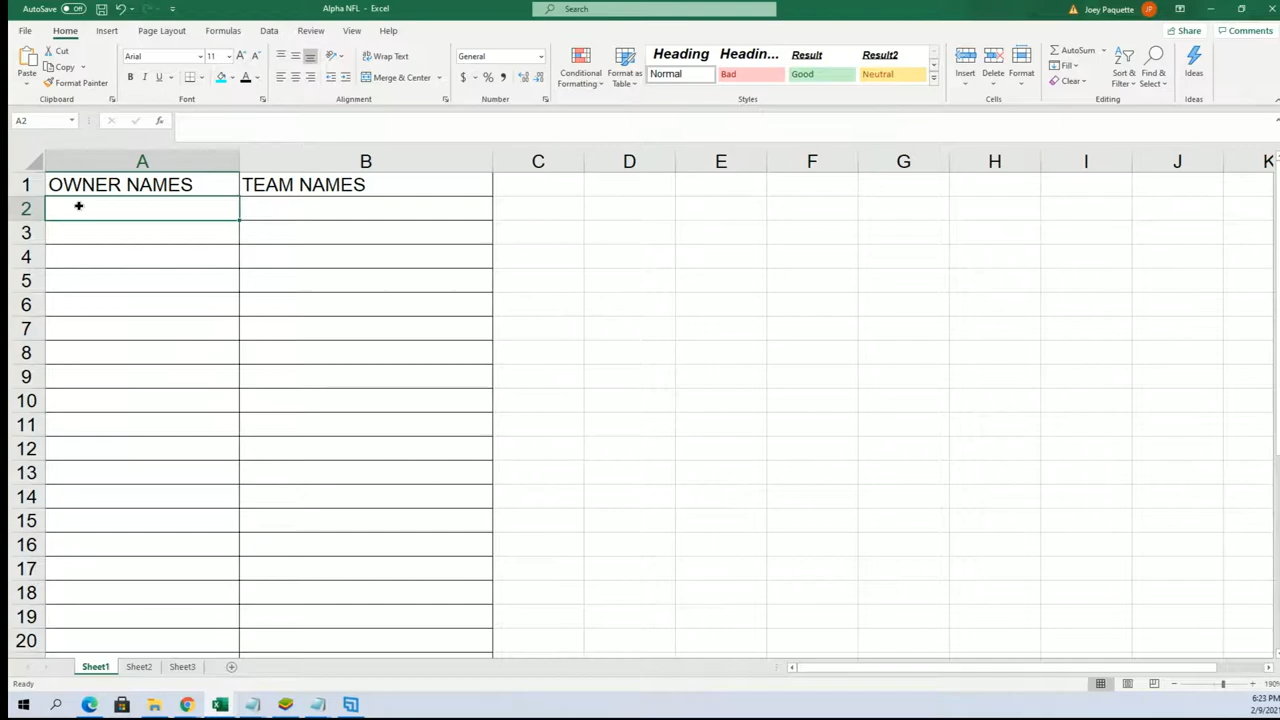 AutoSave Off Alpha NFL - Excel Search Joey Paquette JP
File Home Insert Page Layout Formulas Data Review View Help Share Comments
Cut
Copy
Format Painter
Paste
Clipboard
Arial 11
B I U
Font
Wrap Text
Merge & Center
Alignment
General
$ %
Number
Conditional Formatting
Format as Table
Heading Headin... Result Result2
Normal Bad Good Neutral
Styles
Insert Delete Format
Cells
AutoSum
Fill
Clear
Sort & Filter
Find & Select
Editing
Ideas
Ideas
A2 fx
A B C D E F G H I J K
1 OWNER NAMES TEAM NAMES
2
3
4
5
6
7
8
9
10
11
12
13
14
15
16
17
18
19
20
Sheet1 Sheet2 Sheet3
Ready 190%
6:23 PM
2/9/2021